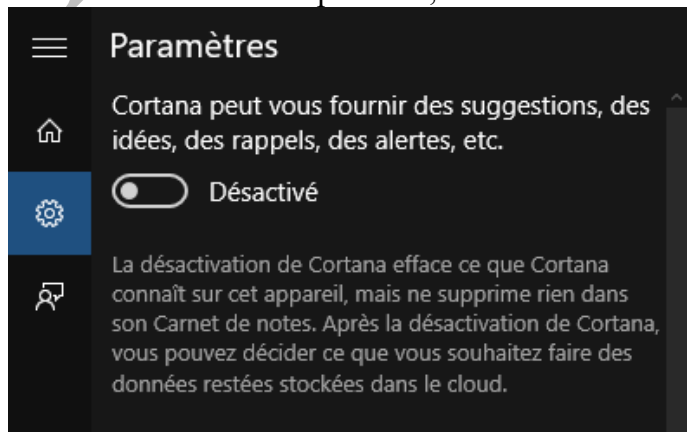 Paramètres
Cortana peut vous fournir des suggestions, des
idées, des rappels, des alertes, etc.
Désactivé
La désactivation de Cortana efface ce que Cortana
connaît sur cet appareil, mais ne supprime rien dans
son Carnet de notes. Après la désactivation de Cortana,
vous pouvez décider ce que vous souhaitez faire des
données restées stockées dans le cloud.